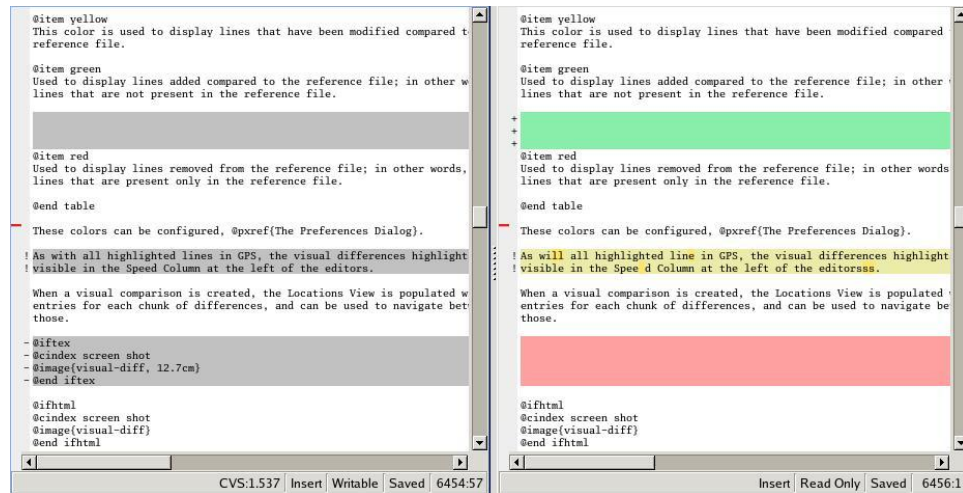 @item yellow
This color is used to display lines that have been modified compared t
reference file.
@item green
Used to display lines added compared to the reference file; in other w
lines that are not present in the reference file.
@item red
Used to display lines removed from the reference file; in other words,
lines that are present only in the reference file.
@end table
These colors can be configured, @pxref{The Preferences Dialog}.
! As with all highlighted lines in GPS, the visual differences highlight
! visible in the Speed Column at the left of the editors.
When a visual comparison is created, the Locations View is populated w
entries for each chunk of differences, and can be used to navigate bet
those.
- @iftex
- @cindex screen shot
- @image{visual-diff, 12.7cm}
- @end iftex
@ifhtml
@cindex screen shot
@image{visual-diff}
@end ifhtml
CVS:1.537 Insert Writable Saved 6454:57
@item yellow
This color is used to display lines that have been modified compared
reference file.
@item green
Used to display lines added compared to the reference file; in other
lines that are not present in the reference file.
+
+
+
@item red
Used to display lines removed from the reference file; in other words
lines that are present only in the reference file.
@end table
These colors can be configured, @pxref{The Preferences Dialog}.
! As will all highlighted line in GPS, the visual differences highlight
! visible in the Spee d Column at the left of the editorsss.
When a visual comparison is created, the Locations View is populated
entries for each chunk of differences, and can be used to navigate be
those.
@ifhtml
@cindex screen shot
@image{visual-diff}
@end ifhtml
Insert Read Only Saved 6456:1